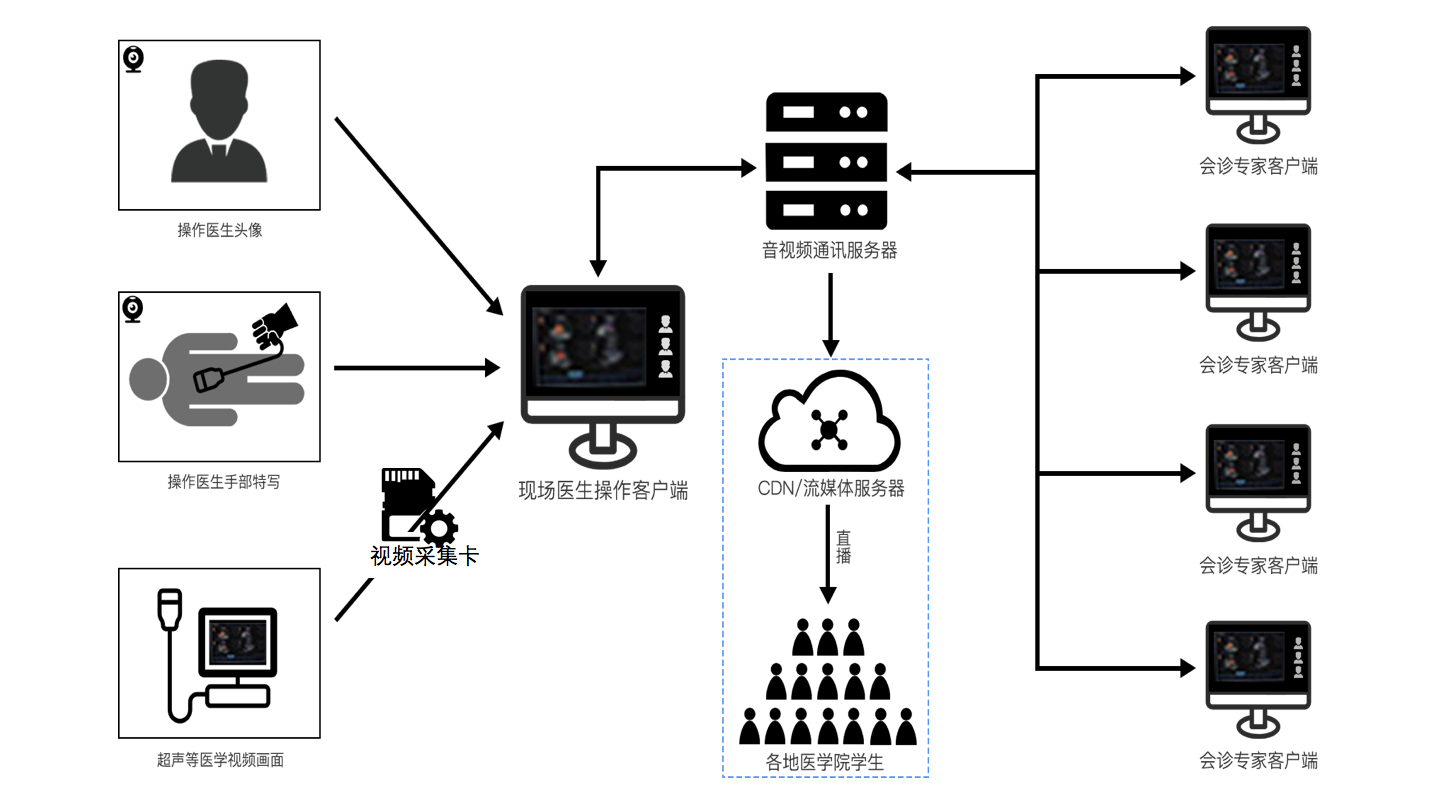 操作医生头像
操作医生手部特写
视频采集卡
超声等医学视频画面
现场医生操作客户端
音视频通讯服务器
CDN/流媒体服务器
直
播
各地医学院学生
会诊专家客户端
会诊专家客户端
会诊专家客户端
会诊专家客户端